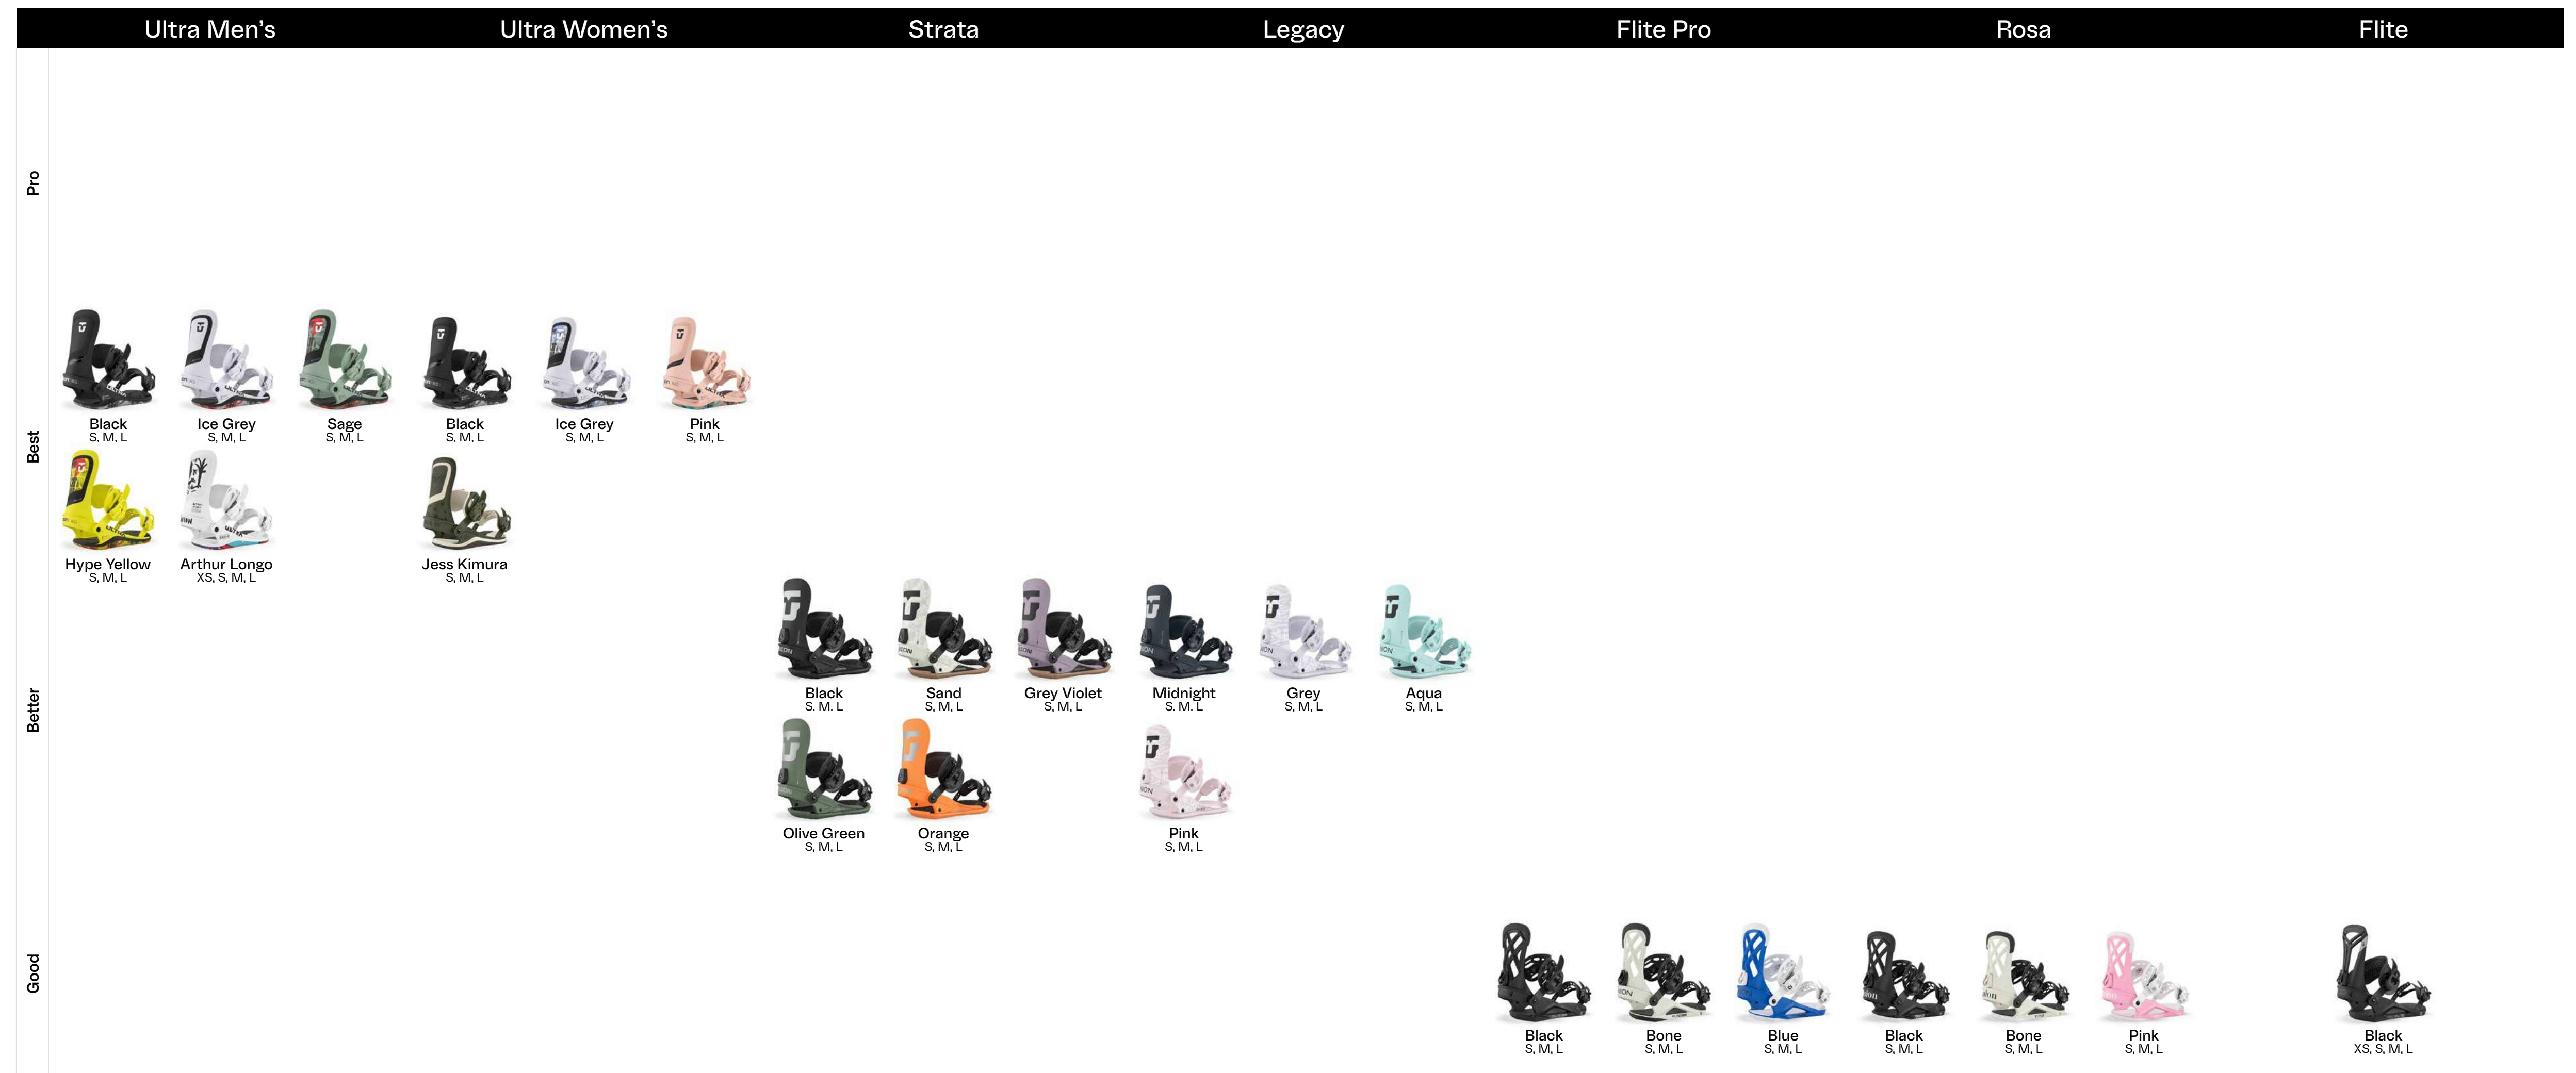 Ultra Men's
Ultra Women's
Strata
Legacy
Flite Pro
Rosa
Flite
Pro
Best
Black
S, M, L
Ice Grey
S, M, L
Sage
S, M, L
Black
S, M, L
Ice Grey
S, M, L
Pink
S, M, L
Hype Yellow
S, M, L
Arthur Longo
XS, S, M, L
Jess Kimura
S, M, L
Better
Black
S. M. L
Sand
S, M, L
Grey Violet
S, M, L
Midnight
S. M. L
Grey
S, M, L
Aqua
S, M, L
Olive Green
S, M, L
Orange
S, M, L
Pink
S, M, L
Good
Black
S, M, L
Bone
S, M, L
Blue
S, M, L
Black
S, M, L
Bone
S, M, L
Pink
S, M, L
Black
XS, S, M, L